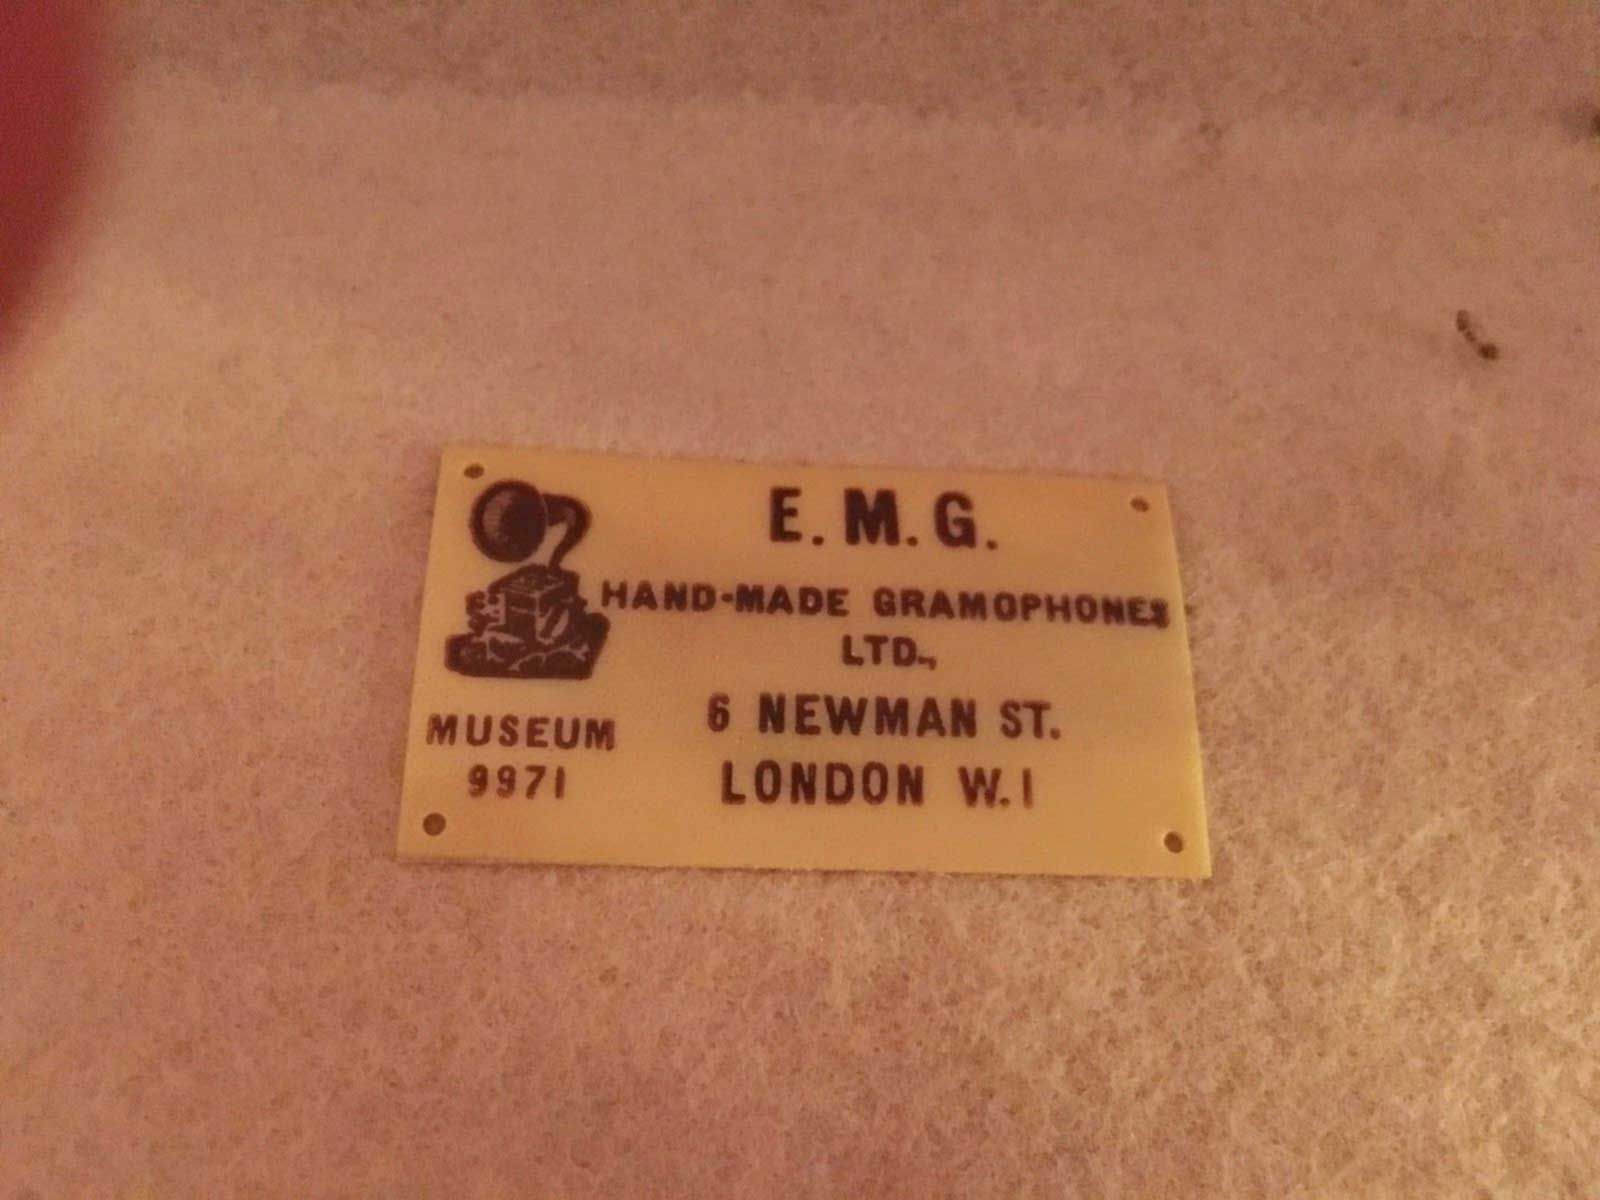 E. M. G.
HAND-MADE GRAMOPHONES
LTD.,
6 NEWMAN ST.
LONDON W.1
MUSEUM
9971